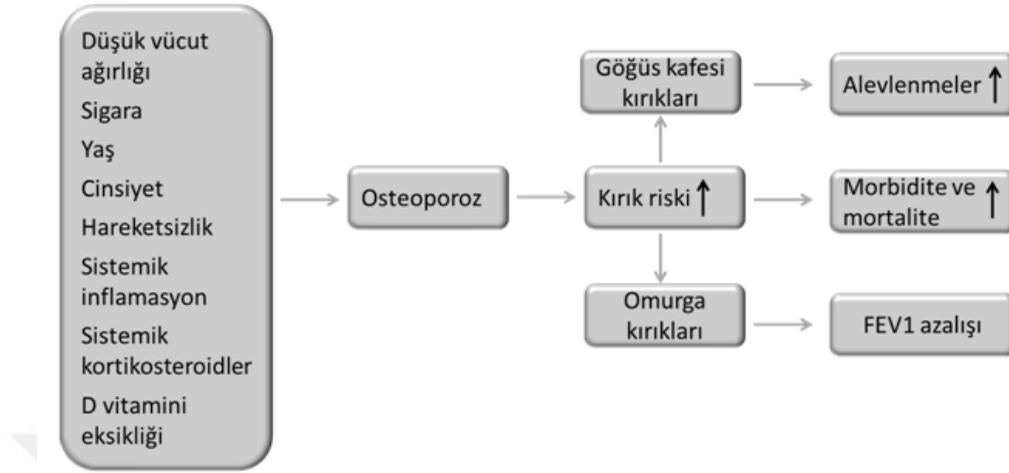 Düşük vücut
ağırlığı
Sigara
Yaş
Cinsiyet
Hareketsizlik
Sistemik
inflamasyon
Sistemik
kortikosteroidler
D vitamini
eksikliği
Osteoporoz
Göğüs kafesi
kırıkları
Kırık riski
Omurga
kırıkları
Alevlenmeler
Morbidite ve
mortalite
FEV1 azalışı